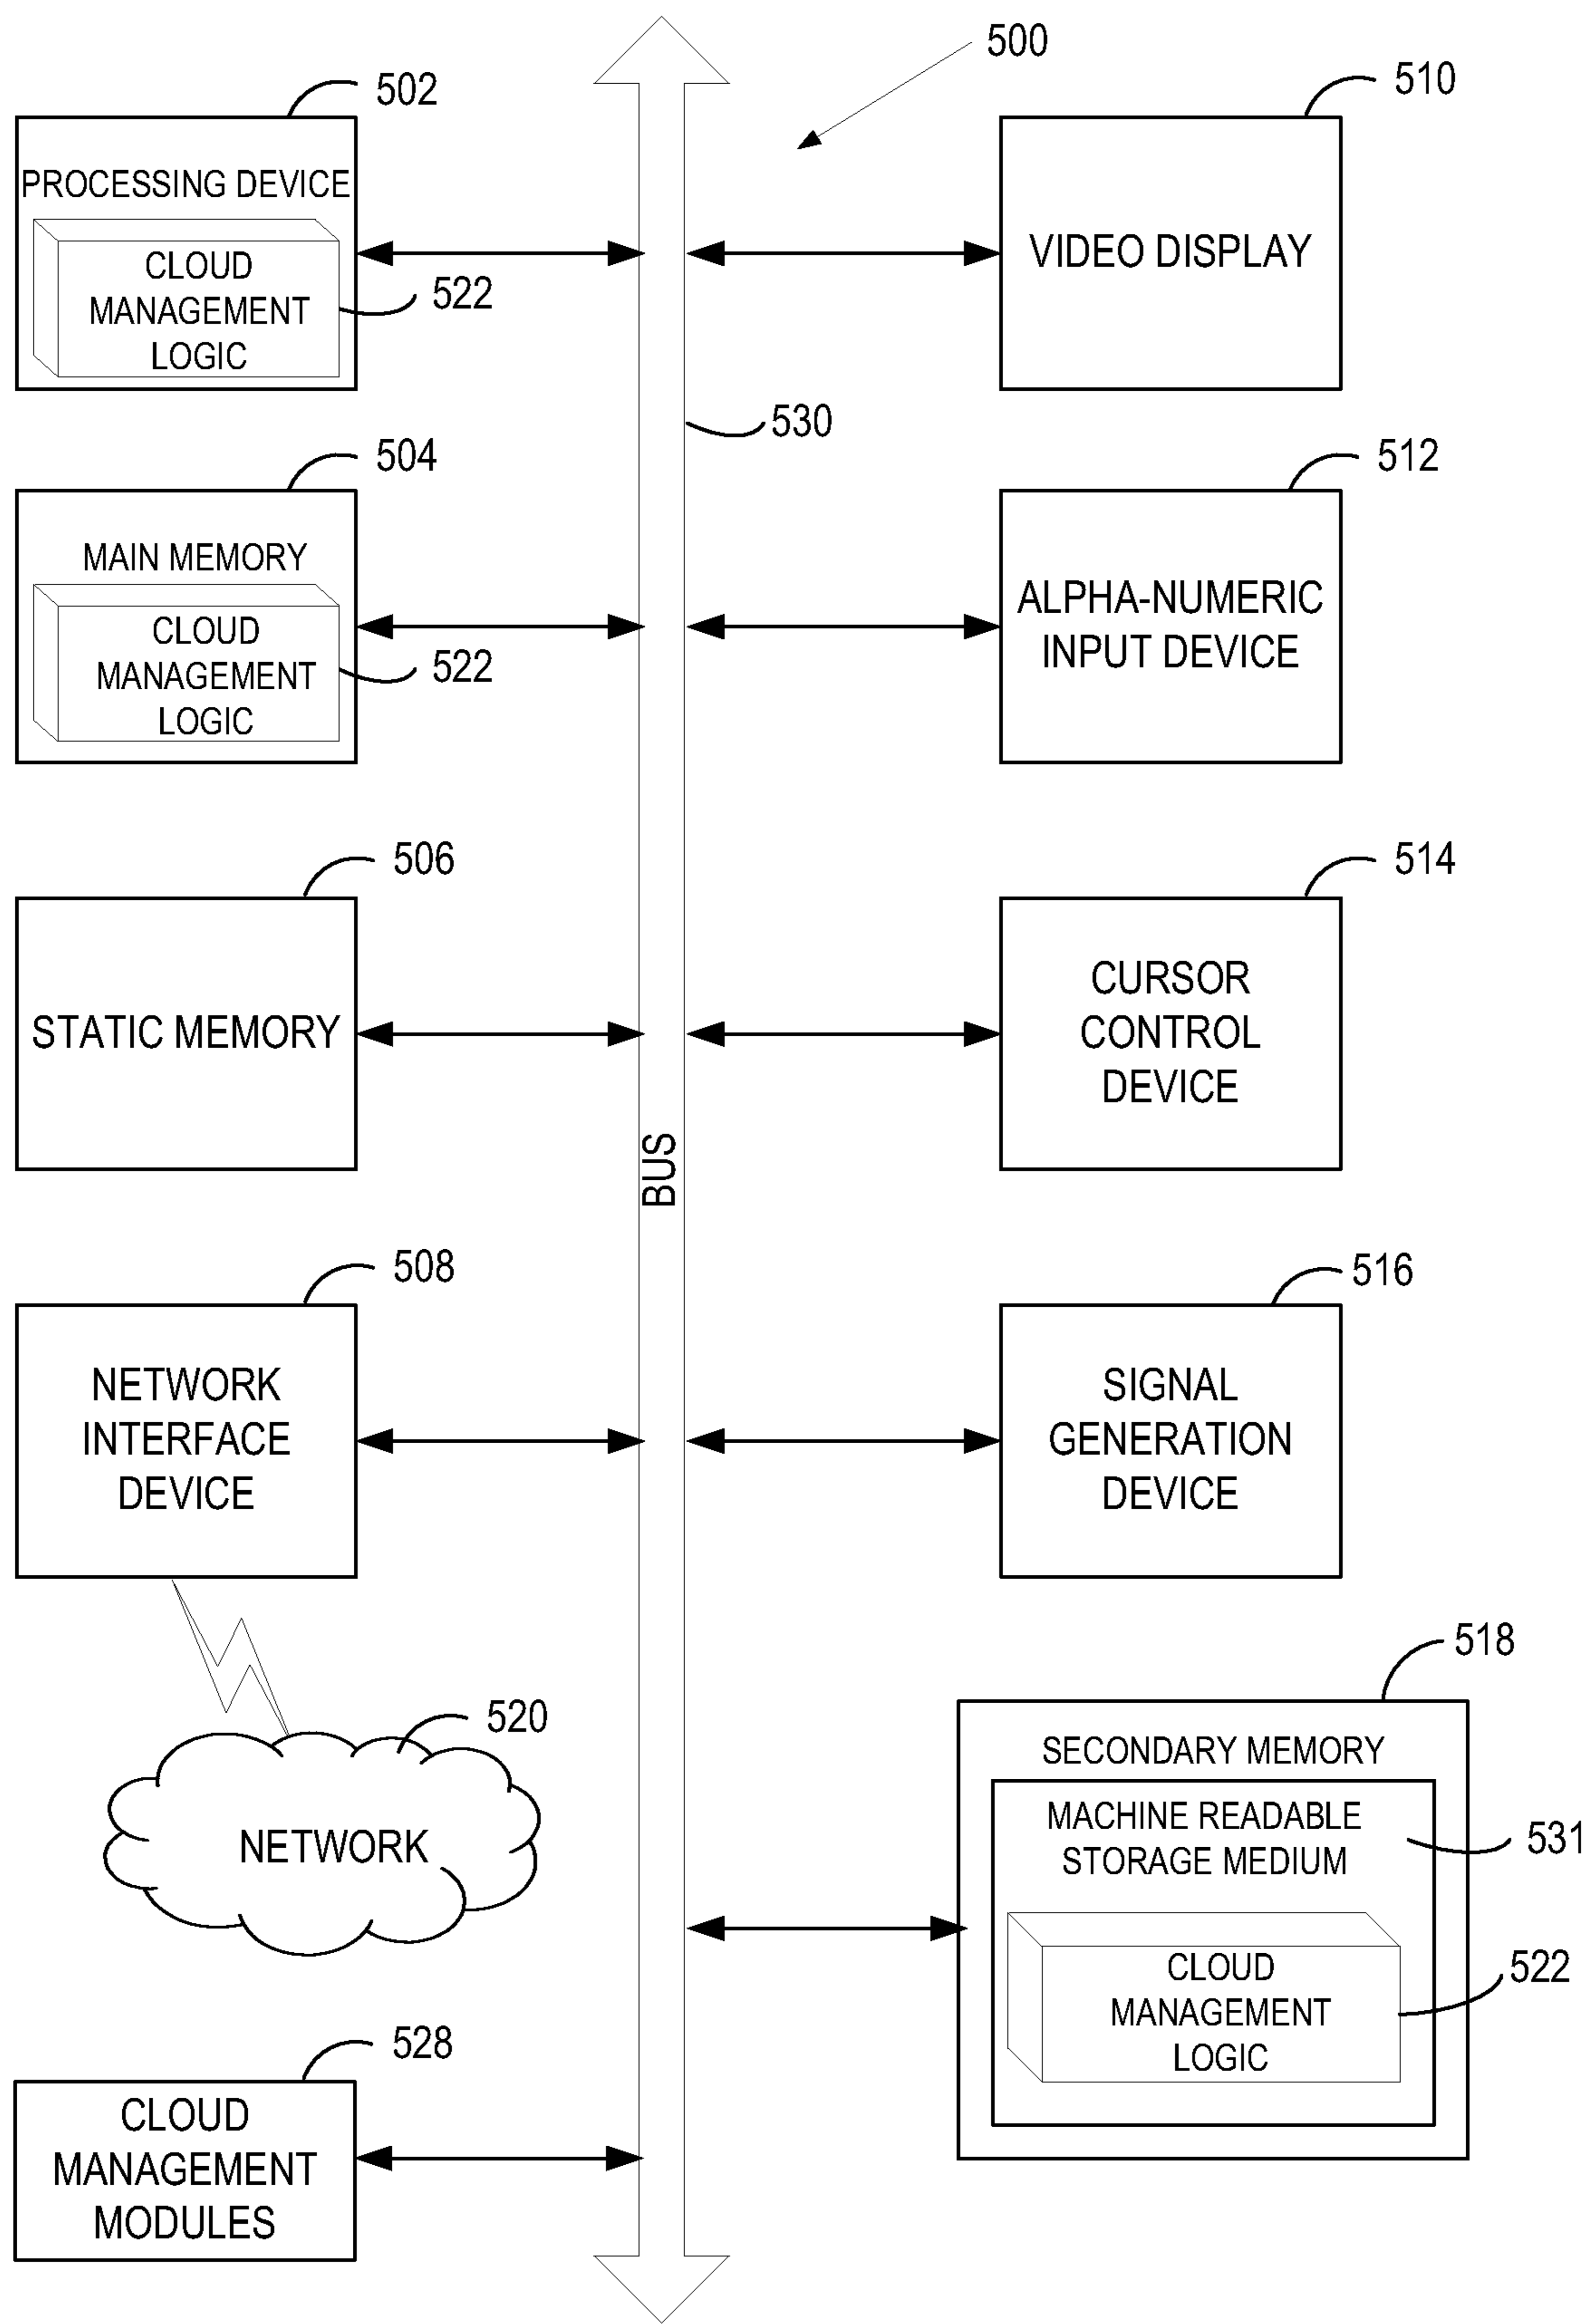 500
502
PROCESSING DEVICE
CLOUD
MANAGEMENT
LOGIC
522
510
VIDEO DISPLAY
530
504
MAIN MEMORY
CLOUD
MANAGEMENT
LOGIC
522
512
ALPHA-NUMERIC
INPUT DEVICE
506
STATIC MEMORY
514
CURSOR
CONTROL
DEVICE
BUS
508
NETWORK
INTERFACE
DEVICE
516
SIGNAL
GENERATION
DEVICE
520
NETWORK
518
SECONDARY MEMORY
MACHINE READABLE
STORAGE MEDIUM
531
CLOUD
MANAGEMENT
LOGIC
522
528
CLOUD
MANAGEMENT
MODULES